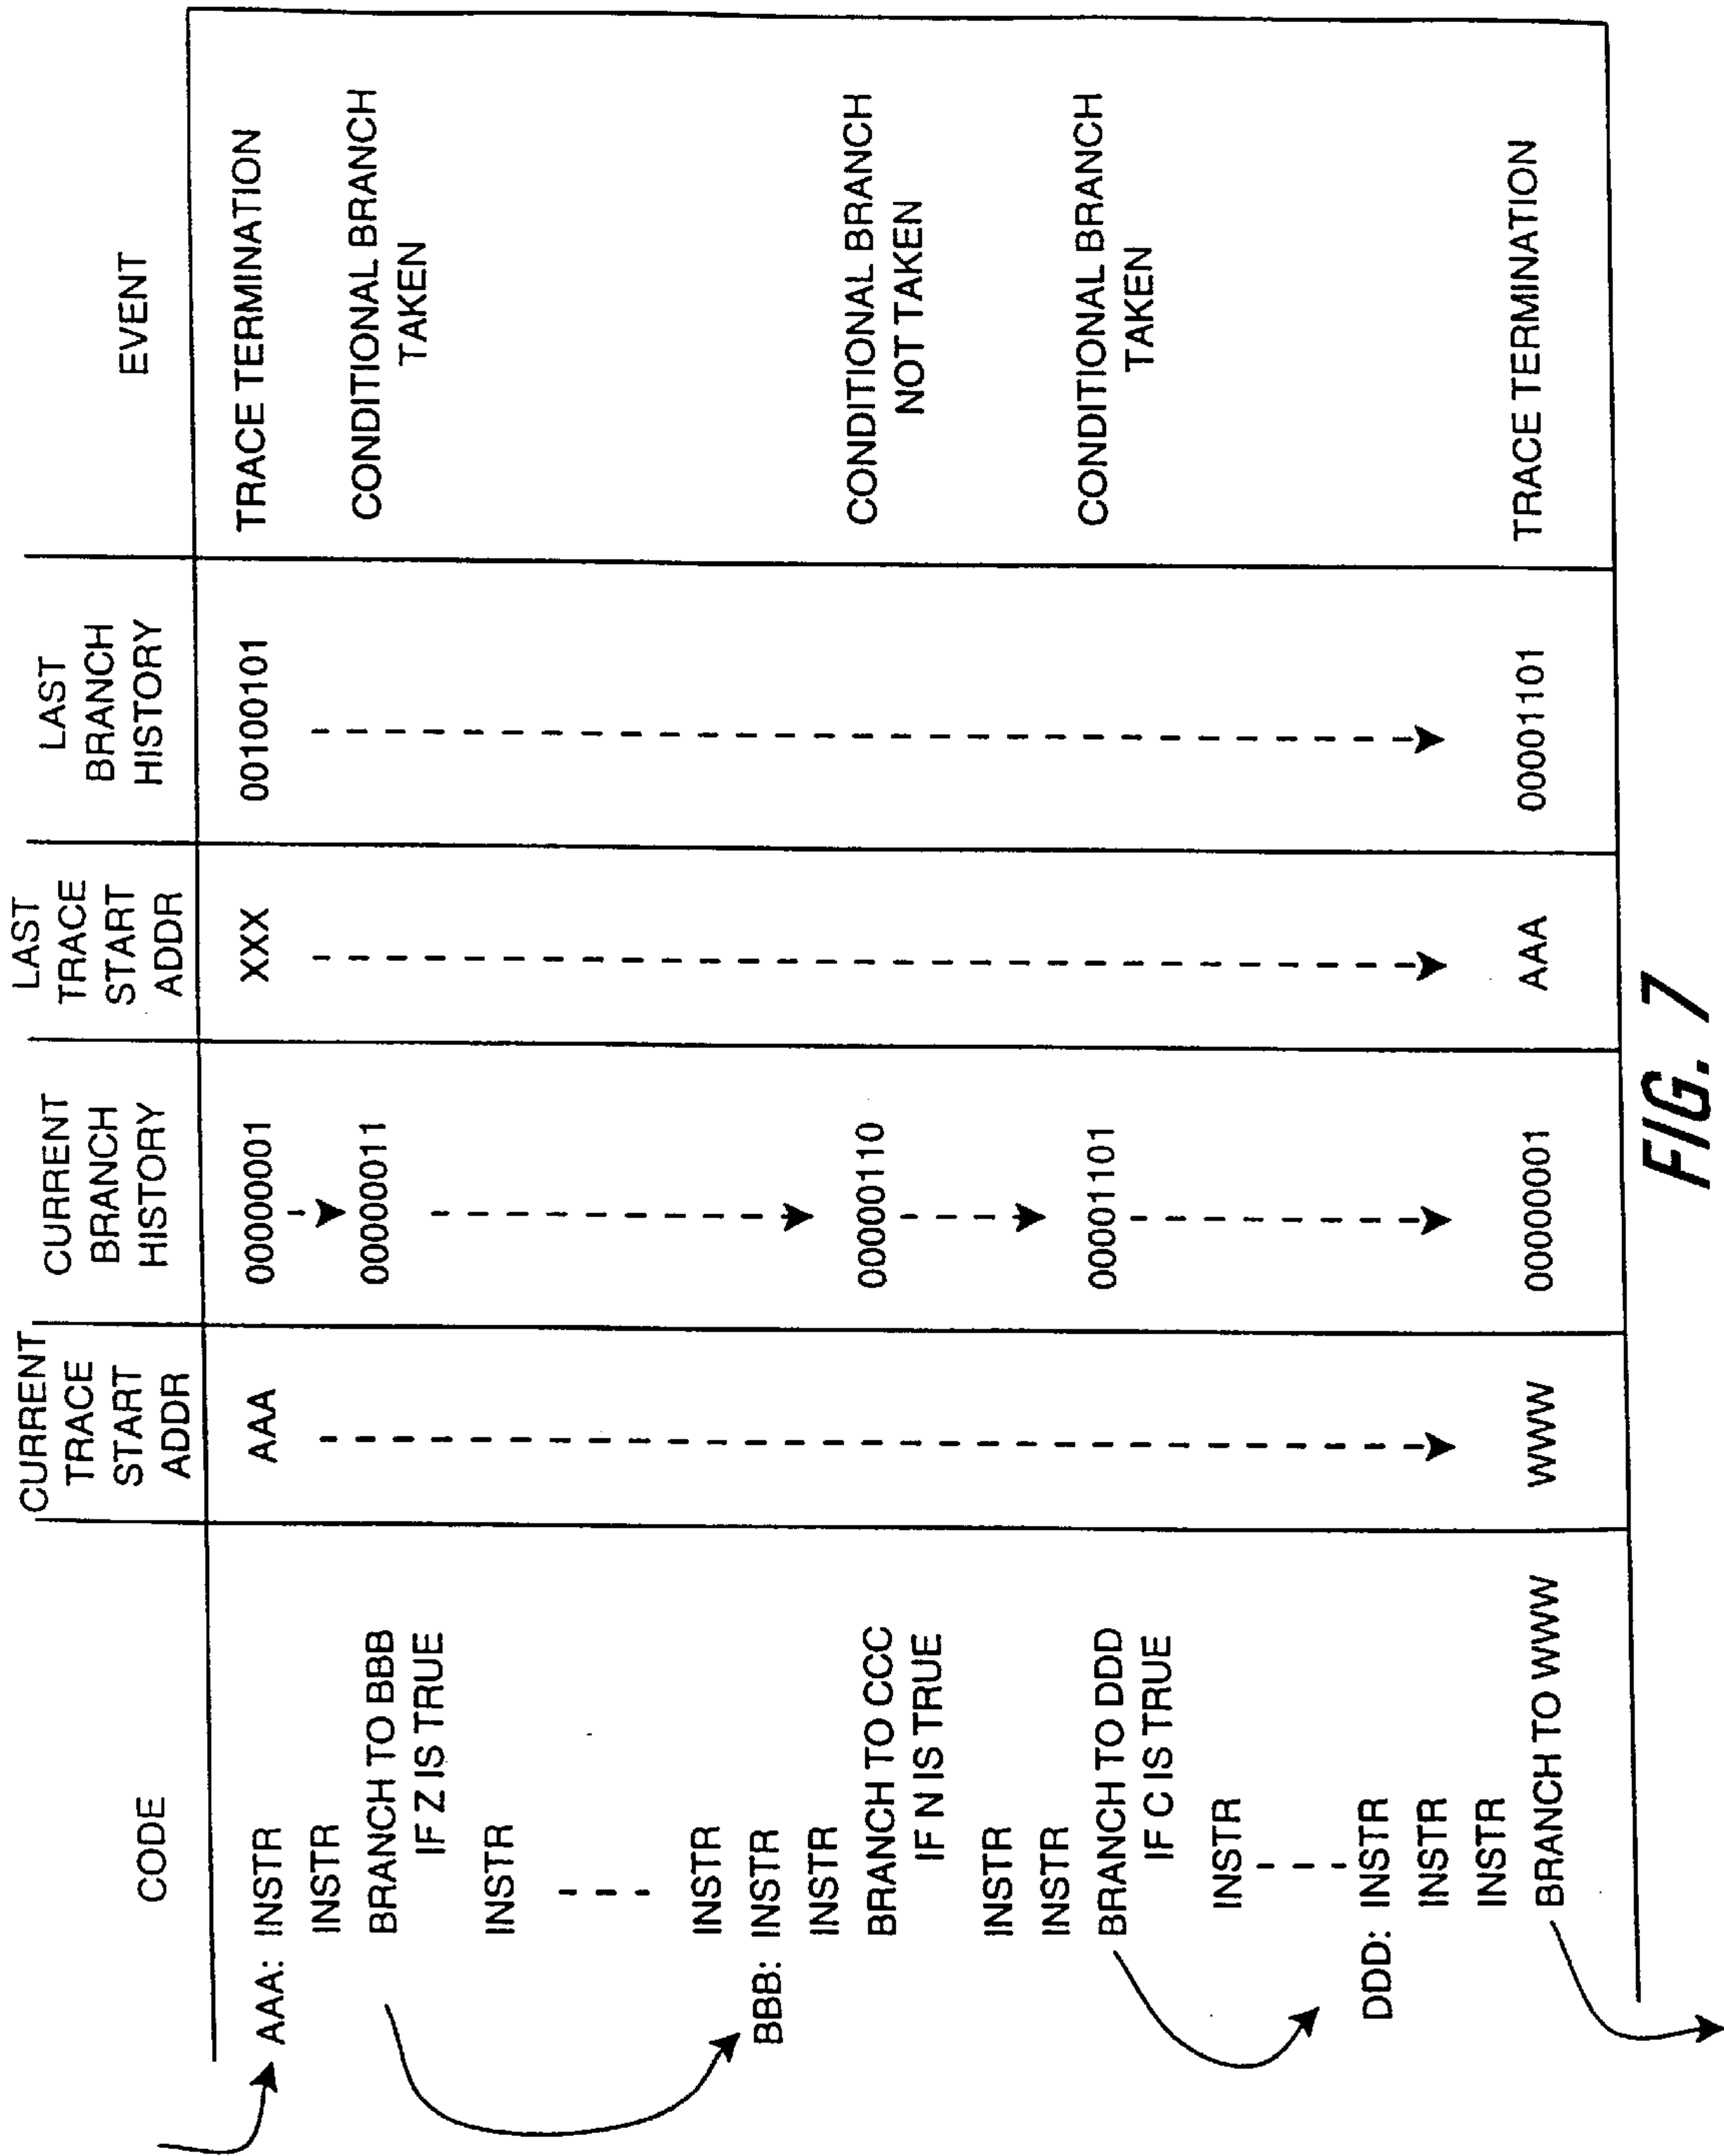 CODE
CURRENT
TRACE
START
ADDR
CURRENT
BRANCH
HISTORY
LAST
TRACE
START
ADDR
LAST
BRANCH
HISTORY
EVENT
AAA: INSTR
AAA
00000001
XXX
00100101
TRACE TERMINATION
INSTR
BRANCH TO BBB
IF Z IS TRUE
00000011
CONDITIONAL BRANCH
TAKEN
INSTR
INSTR
BBB: INSTR
INSTR
BRANCH TO CCC
IF N IS TRUE
00000110
CONDITIONAL BRANCH
NOT TAKEN
INSTR
INSTR
BRANCH TO DDD
IF C IS TRUE
00001101
CONDITIONAL BRANCH
TAKEN
INSTR
DDD: INSTR
INSTR
INSTR
BRANCH TO WWW
WWW
00000001
AAA
00001101
TRACE TERMINATION
FIG. 7